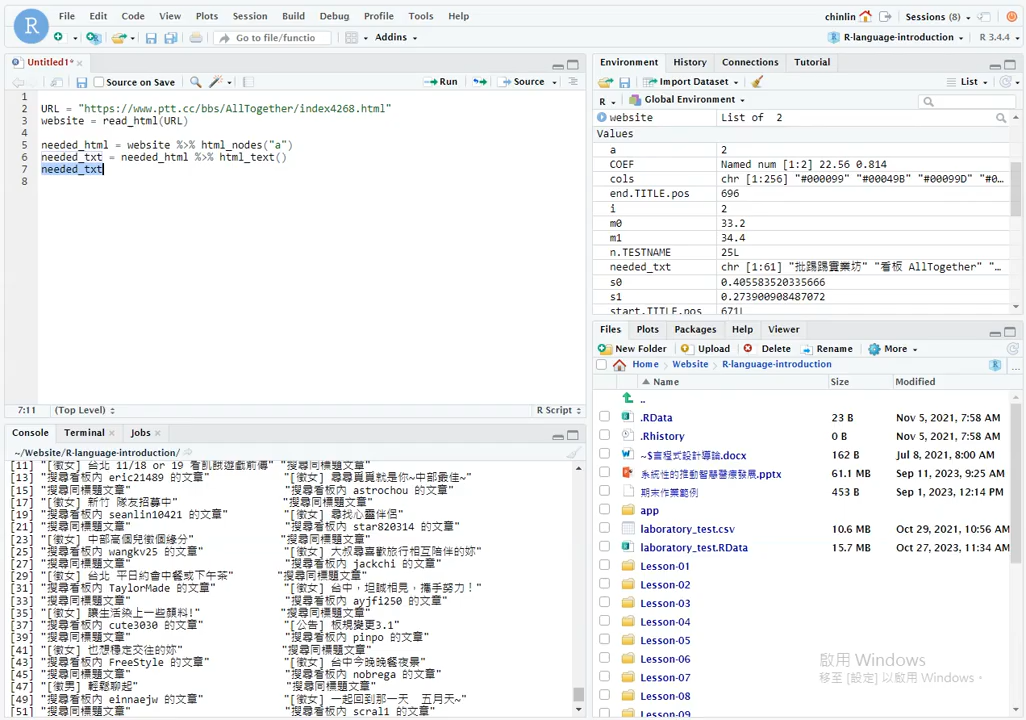 File Edit Code View Plots Session Build Debug Profile Tools Help
chinlin Sessions (8)
Go to file/functio Addins
R-language-introduction R 3.4.4
Untitled1*
Source on Save Run Source
1
2 URL = "https://www.ptt.cc/bbs/AllTogether/index4268.html"
3 website = read_html(URL)
4
5 needed_html = website %>% html_nodes("a")
6 needed_txt = needed_html %>% html_text()
7 needed_txt
8
7:11 (Top Level) R Script
Console Terminal Jobs
~/Website/R-language-introduction/
[11] "[徵女] 台北 11/18 or 19 看飢餓遊戲前傳" "搜尋同標題文章"
[13] "搜尋看板內 eric21489 的文章" "[徵女] 尋尋覓覓就是你~中部最佳~"
[15] "搜尋同標題文章" "搜尋看板內 astrochou 的文章"
[17] "[徵女] 新竹 隊友招募中" "搜尋同標題文章"
[19] "搜尋看板內 seanlin10421 的文章" "[徵女] 尋找心靈伴侶"
[21] "搜尋同標題文章" "搜尋看板內 star820314 的文章"
[23] "[徵女] 中部高個兒徵個緣分" "搜尋同標題文章"
[25] "搜尋看板內 wangkv25 的文章" "[徵女] 大叔尋喜歡旅行相互陪伴的妳"
[27] "搜尋同標題文章" "搜尋看板內 jackchi 的文章"
[29] "[徵女] 台北 平日約會中餐或下午茶" "搜尋同標題文章"
[31] "搜尋看板內 TaylorMade 的文章" "[徵女] 台中，坦誠相見，攜手努力！"
[33] "搜尋同標題文章" "搜尋看板內 ayjfi250 的文章"
[35] "[徵女] 讓生活染上一些顏料!" "搜尋同標題文章"
[37] "搜尋看板內 cute3030 的文章" "[公告] 板規變更3.1"
[39] "搜尋同標題文章" "搜尋看板內 pinpo 的文章"
[41] "[徵女] 也想穩定交往的妳" "搜尋同標題文章"
[43] "搜尋看板內 FreeStyle 的文章" "[徵女] 台中今晚晚餐夜景"
[45] "搜尋同標題文章" "搜尋看板內 nobrega 的文章"
[47] "[徵男] 輕鬆聊起" "搜尋同標題文章"
[49] "搜尋看板內 einnaejw 的文章" "[徵女] 一起回到那一天 五月天~"
[51] "搜尋同標題文章" "搜尋看板內 scral1 的文章"
Environment History Connections Tutorial
Import Dataset List
R Global Environment
website List of 2
Values
a 2
COEF Named num [1:2] 22.56 0.814
cols chr [1:256] "#000099" "#00049B" "#00099D" "#0…
end.TITLE.pos 696
i 2
m0 33.2
m1 34.4
n.TESTNAME 25L
needed_txt chr [1:61] "批踢踢實業坊" "看板 AllTogether" "…
s0 0.405583520335666
s1 0.273900908487072
start.TITLE.pos 671L
Files Plots Packages Help Viewer
New Folder Upload Delete Rename More
Home Website R-language-introduction
Name Size Modified
..
.RData 23 B Nov 5, 2021, 7:58 AM
.Rhistory 0 B Nov 5, 2021, 7:58 AM
~$言程式設計導論.docx 162 B Jul 8, 2021, 8:00 AM
系統性的推動智慧醫療發展.pptx 61.1 MB Sep 11, 2023, 9:25 AM
期末作業範例 453 B Sep 1, 2023, 12:14 PM
app
laboratory_test.csv 10.6 MB Oct 29, 2021, 10:56 AM
laboratory_test.RData 15.7 MB Oct 27, 2023, 11:34 AM
Lesson-01
Lesson-02
Lesson-03
Lesson-04
Lesson-05
Lesson-06
Lesson-07
Lesson-08
Lesson-09
啟用 Windows
移至 [設定] 以啟用 Windows。